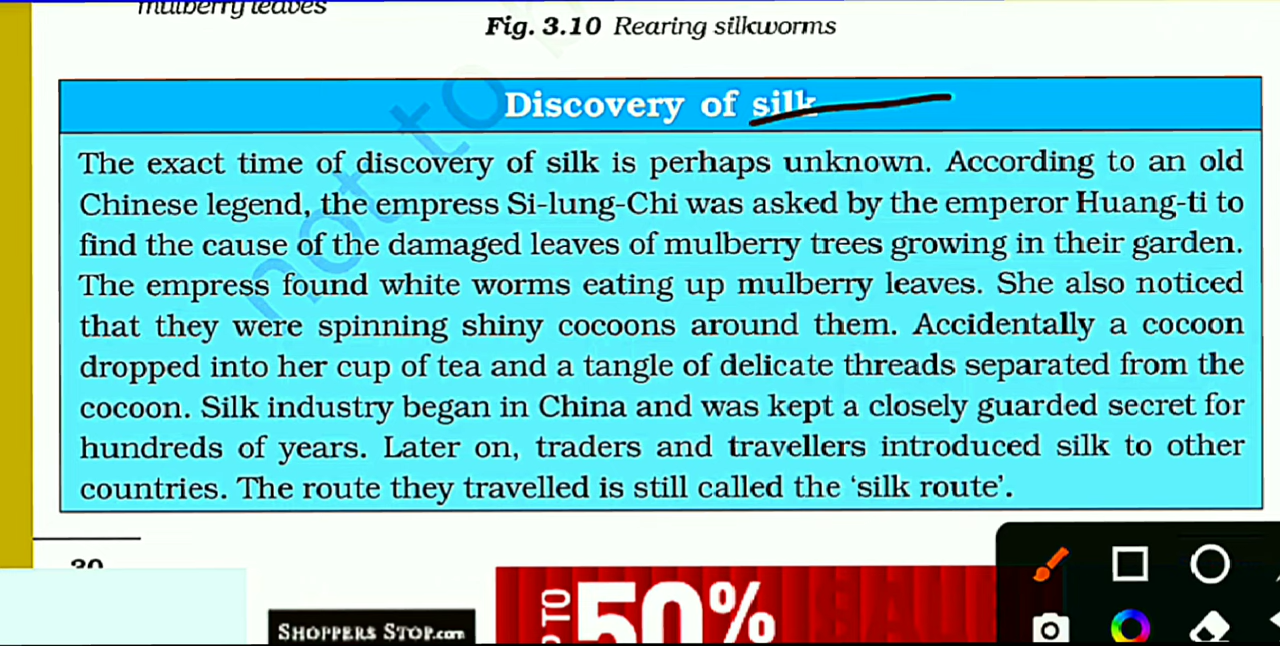 mulberry leaves
Fig. 3.10 Rearing silkworms
not to
Discovery of silk
The exact time of discovery of silk is perhaps unknown. According to an old
Chinese legend, the empress Si-lung-Chi was asked by the emperor Huang-ti to
find the cause of the damaged leaves of mulberry trees growing in their garden.
The empress found white worms eating up mulberry leaves. She also noticed
that they were spinning shiny cocoons around them. Accidentally a cocoon
dropped into her cup of tea and a tangle of delicate threads separated from the
cocoon. Silk industry began in China and was kept a closely guarded secret for
hundreds of years. Later on, traders and travellers introduced silk to other
countries. The route they travelled is still called the ‘silk route’.
30
SHOPPERS STOP.com
TO
50%